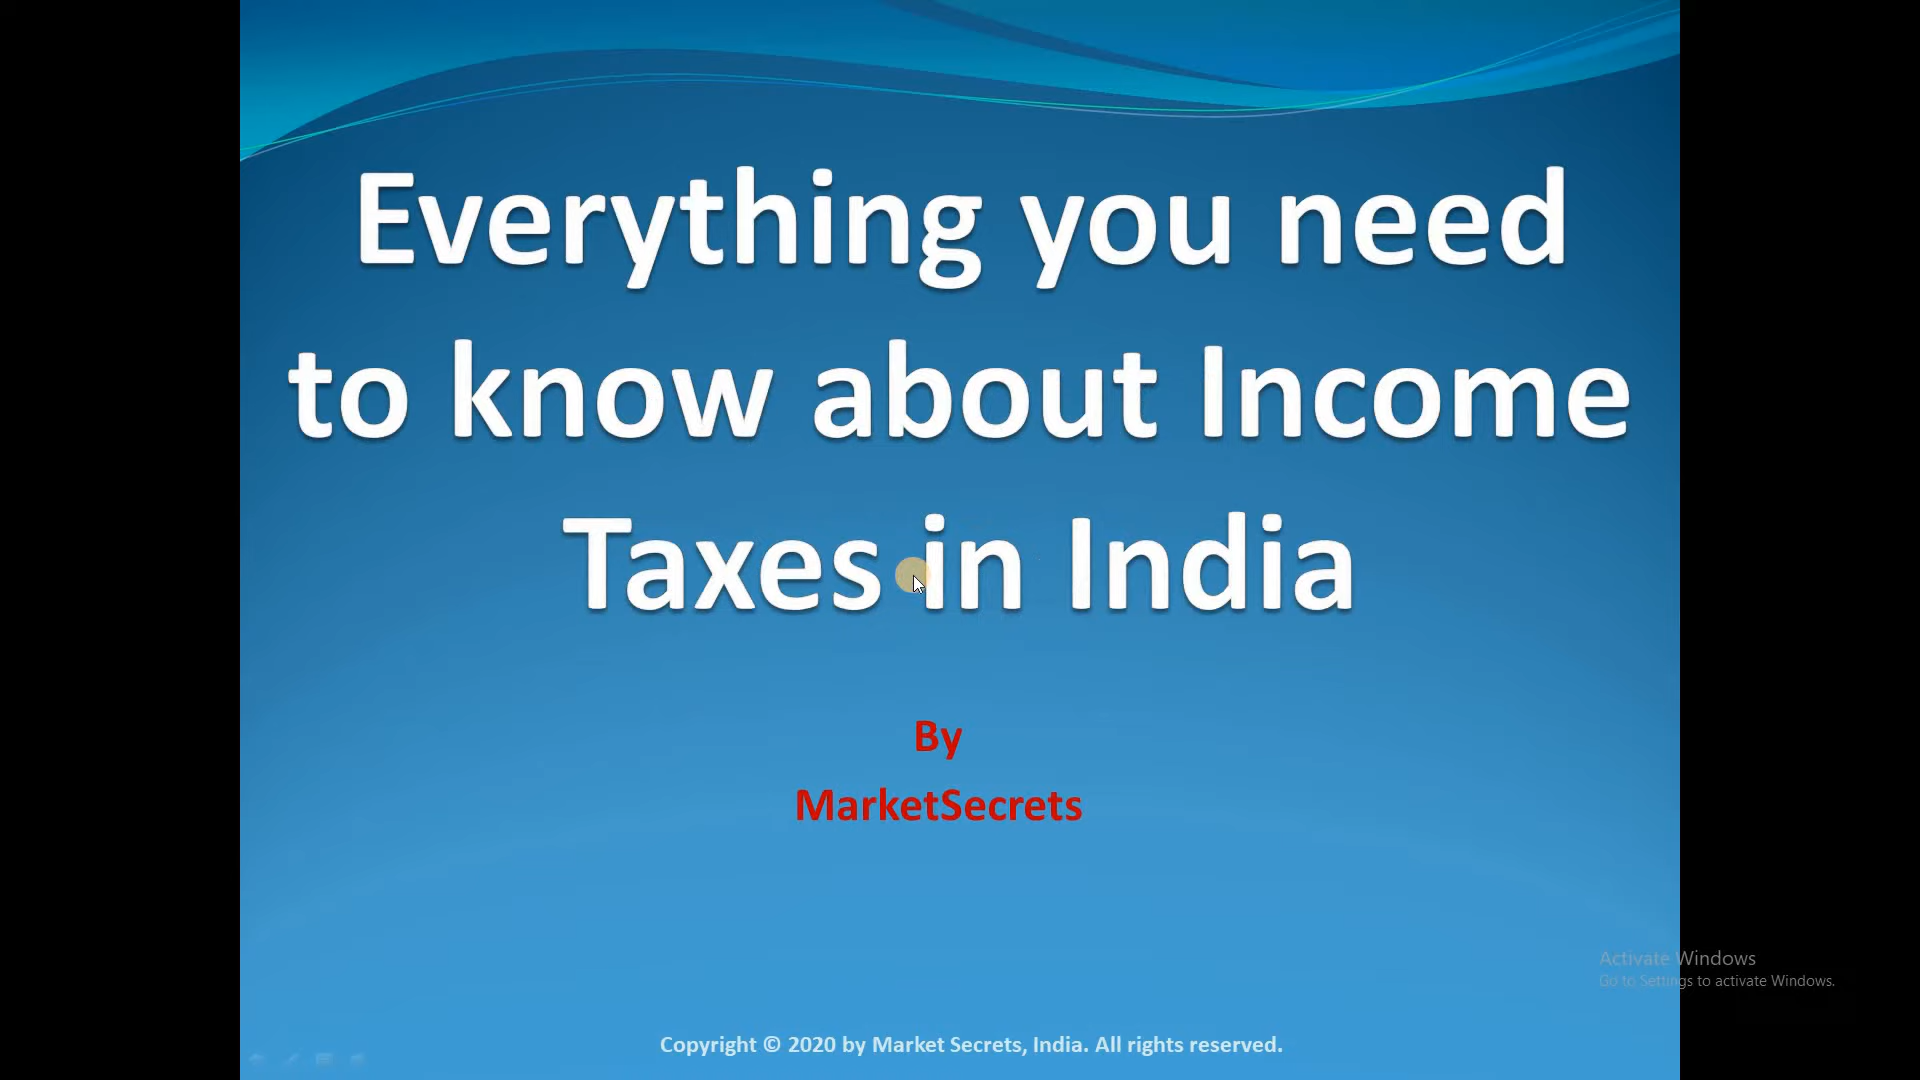 Everything you need
to know about Income
Taxes in India
By
MarketSecrets
Activate Windows
Go to Settings to activate Windows.
Copyright © 2020 by Market Secrets, India. All rights reserved.